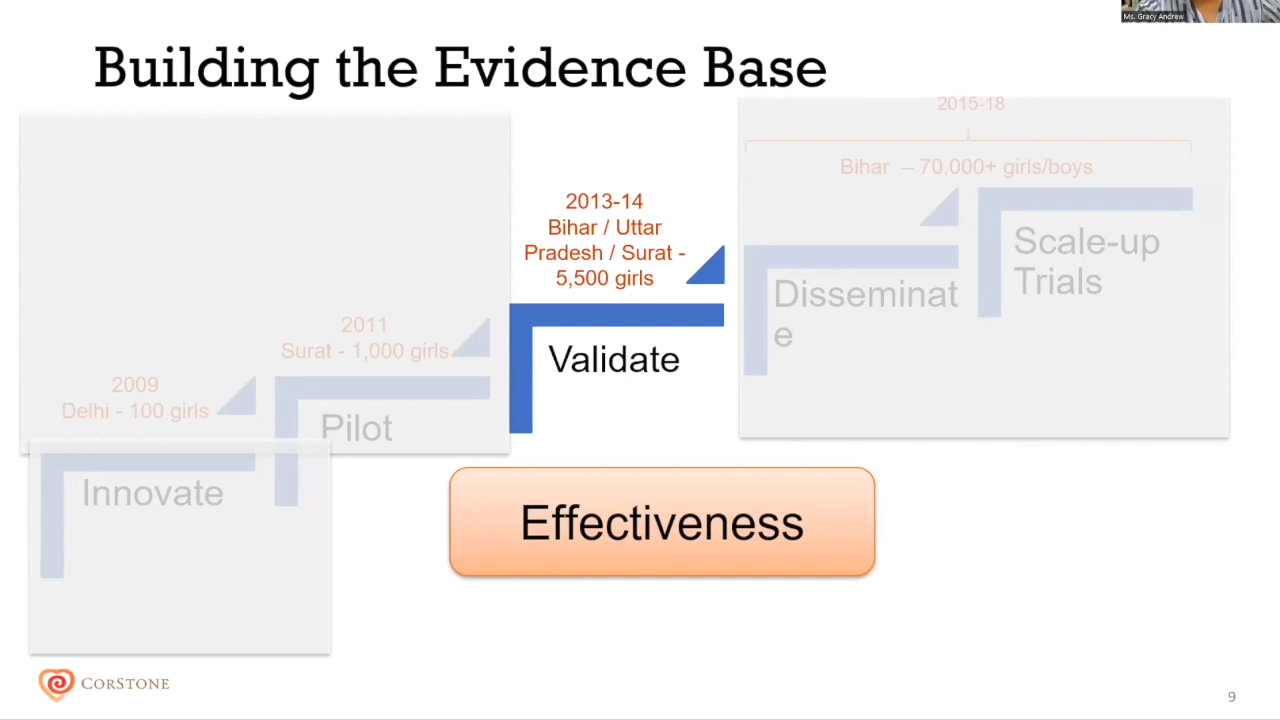 Ms. Gracy Andrew
Building the Evidence Base
2015-18
Bihar – 70,000+ girls/boys
2013-14
Bihar / Uttar
Pradesh / Surat -
5,500 girls
Scale-up
Trials
Disseminat
e
2011
Surat - 1,000 girls
Validate
2009
Delhi - 100 girls
Pilot
Innovate
Effectiveness
CORSTONE
9